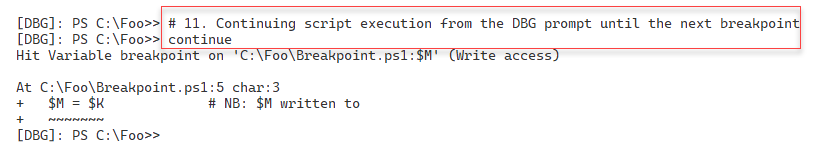 [DBG]: PS C:\Foo>> # 11. Continuing script execution from the DBG prompt until the next breakpoint
[DBG]: PS C:\Foo>> continue
Hit Variable breakpoint on 'C:\Foo\Breakpoint.ps1:$M' (Write access)

At C:\Foo\Breakpoint.ps1:5 char:3
+   $M = $K             # NB: $M written to
+   ~~~~~~~
[DBG]: PS C:\Foo>>